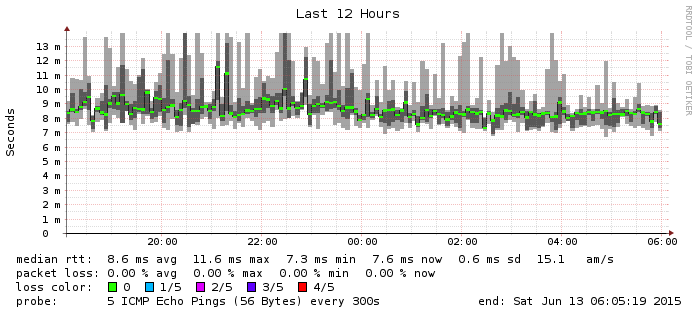 Last 12 Hours
RRDTOOL / TOBI OETIKER
Seconds
13 m
12 m
11 m
10 m
9 m
8 m
7 m
6 m
5 m
4 m
3 m
2 m
1 m
0
20:00 22:00 00:00 02:00 04:00 06:00
median rtt: 8.6 ms avg 11.6 ms max 7.3 ms min 7.6 ms now 0.6 ms sd 15.1 am/s
packet loss: 0.00 % avg 0.00 % max 0.00 % min 0.00 % now
loss color: 0 1/5 2/5 3/5 4/5
probe: 5 ICMP Echo Pings (56 Bytes) every 300s end: Sat Jun 13 06:05:19 2015